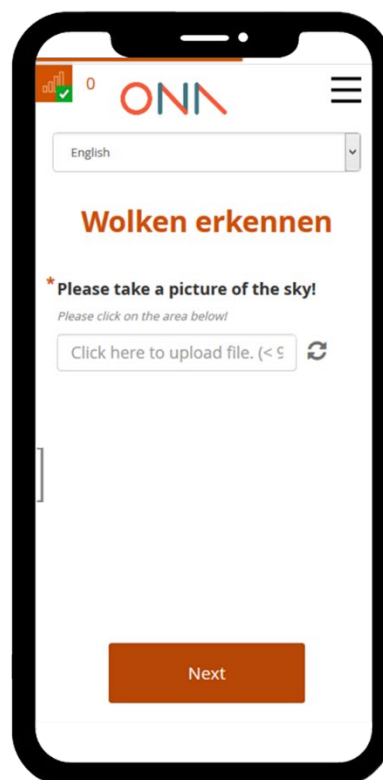 0
ONA
English
Wolken erkennen
*Please take a picture of the sky!
Please click on the area below!
Click here to upload file. (< 9
Next